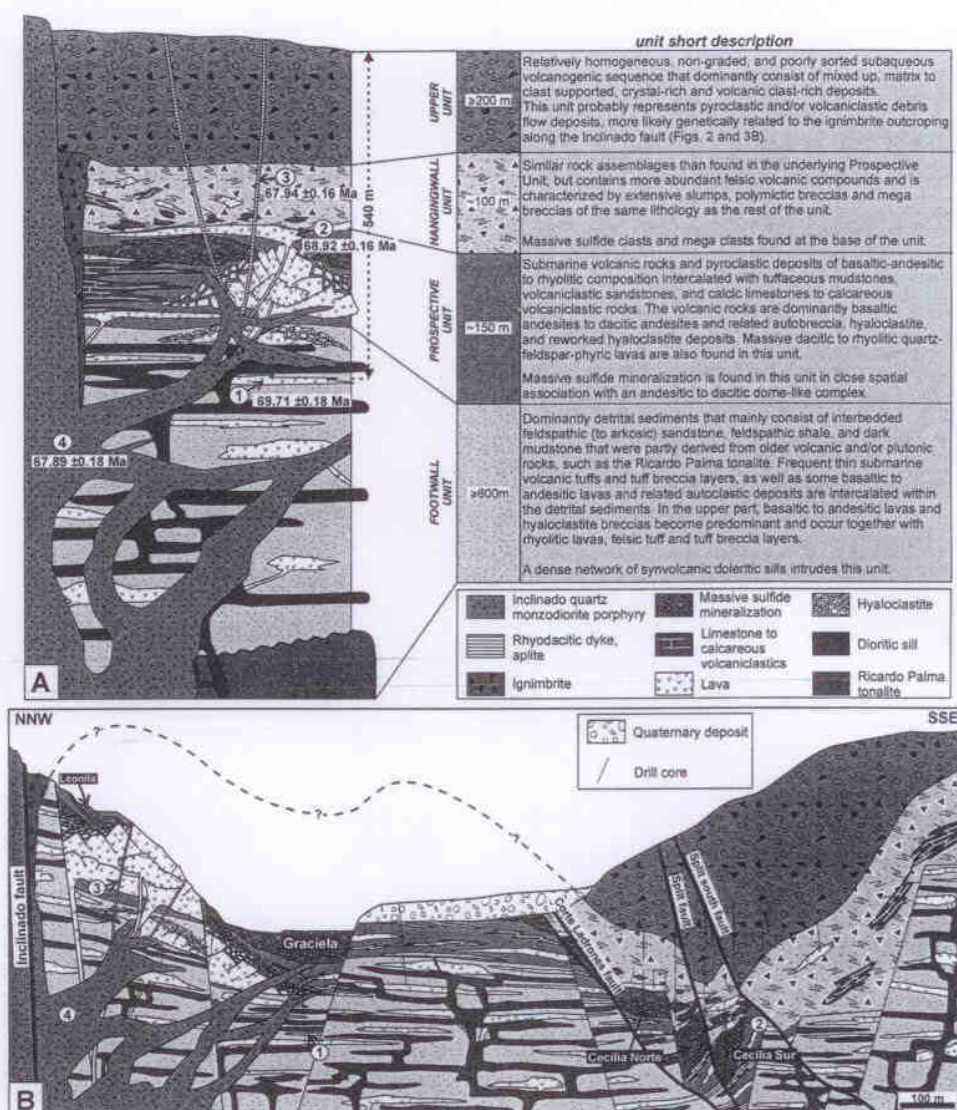 unit short description
UPPER
UNIT
≥200 m
Relatively homogeneous, non-graded, and poorly sorted subaqueous
volcanogenic sequence that dominantly consist of mixed up, matrix to
clast supported, crystal-rich and volcanic clast-rich deposits.
This unit probably represents pyroclastic and/or volcaniclastic debris
flow deposits, more likely genetically related to the ignimbrite outcroping
along the Inclinado fault (Figs. 2 and 3B).
HANGINGWALL
UNIT
~100 m
Similar rock assemblages than found in the underlying Prospective
Unit, but contains more abundant felsic volcanic compounds and is
characterized by extensive slumps, polymictic breccias and mega
breccias of the same lithology as the rest of the unit.
Massive sulfide clasts and mega clasts found at the base of the unit.
PROSPECTIVE
UNIT
~150 m
Submarine volcanic rocks and pyroclastic deposits of basaltic-andesitic
to rhyolitic composition intercalated with tuffaceous mudstones,
volcaniclastic sandstones, and calcic limestones to calcareous
volcaniclastic rocks. The volcanic rocks are dominantly basaltic
andesites to dacitic andesites and related autobreccia, hyaloclastite,
and reworked hyaloclastite deposits. Massive dacitic to rhyolitic quartz-
feldspar-phyric lavas are also found in this unit.
Massive sulfide mineralization is found in this unit in close spatial
association with an andesitic to dacitic dome-like complex.
FOOTWALL
UNIT
≥600m
Dominantly detrital sediments that mainly consist of interbedded
feldspathic (to arkosic) sandstone, feldspathic shale, and dark
mudstone that were partly derived from older volcanic and/or plutonic
rocks, such as the Ricardo Palma tonalite. Frequent thin submarine
volcanic tuffs and tuff breccia layers, as well as some basaltic to
andesitic lavas and related autoclastic deposits are intercalated within
the detrital sediments. In the upper part, basaltic to andesitic lavas and
hyaloclastite breccias become predominant and occur together with
rhyolitic lavas, felsic tuff and tuff breccia layers.
A dense network of synvolcanic doleritic sills intrudes this unit.
3
67.94 ±0.16 Ma
540 m
2
68.92 ±0.16 Ma
1
69.71 ±0.18 Ma
4
67.89 ±0.18 Ma
A
Inclinado quartz
monzodiorite porphyry
Massive sulfide
mineralization
Hyaloclastite
Rhyodacitic dyke,
aplite
Limestone to
calcareous
volcaniclastics
Dioritic sill
Ignimbrite
Lava
Ricardo Palma
tonalite
NNW
SSE
Quaternary deposit
Drill core
?
?
?
Leonila
Inclinado fault
3
Graciela
4
1
Corta Ladrones fault
Split fault
Split south fault
2
Cecilia Norte
Cecilia Sur
B
100 m